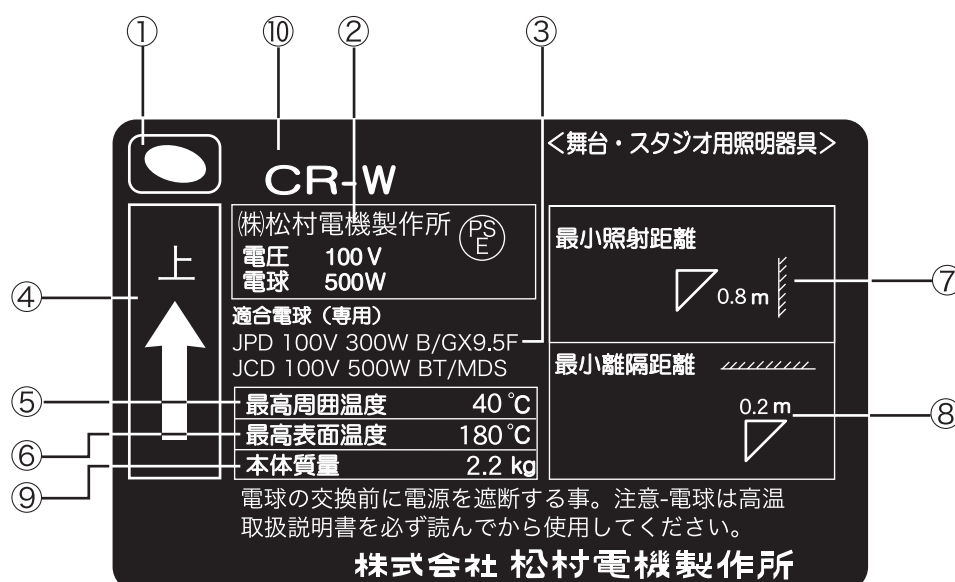 ① ⑩ ② ③
<舞台・スタジオ用照明器具>
CR-W
㈱松村電機製作所 PSE
電圧 100V
電球 500W
適合電球（専用）
JPD 100V 300W B/GX9.5F
JCD 100V 500W BT/MDS
④
上
⑤ 最高周囲温度 40℃
⑥ 最高表面温度 180℃
⑨ 本体質量 2.2 kg
最小照射距離
0.8 m
⑦
最小離隔距離
0.2 m
⑧
電球の交換前に電源を遮断する事。注意-電球は高温
取扱説明書を必ず読んでから使用してください。
株式会社 松村電機製作所